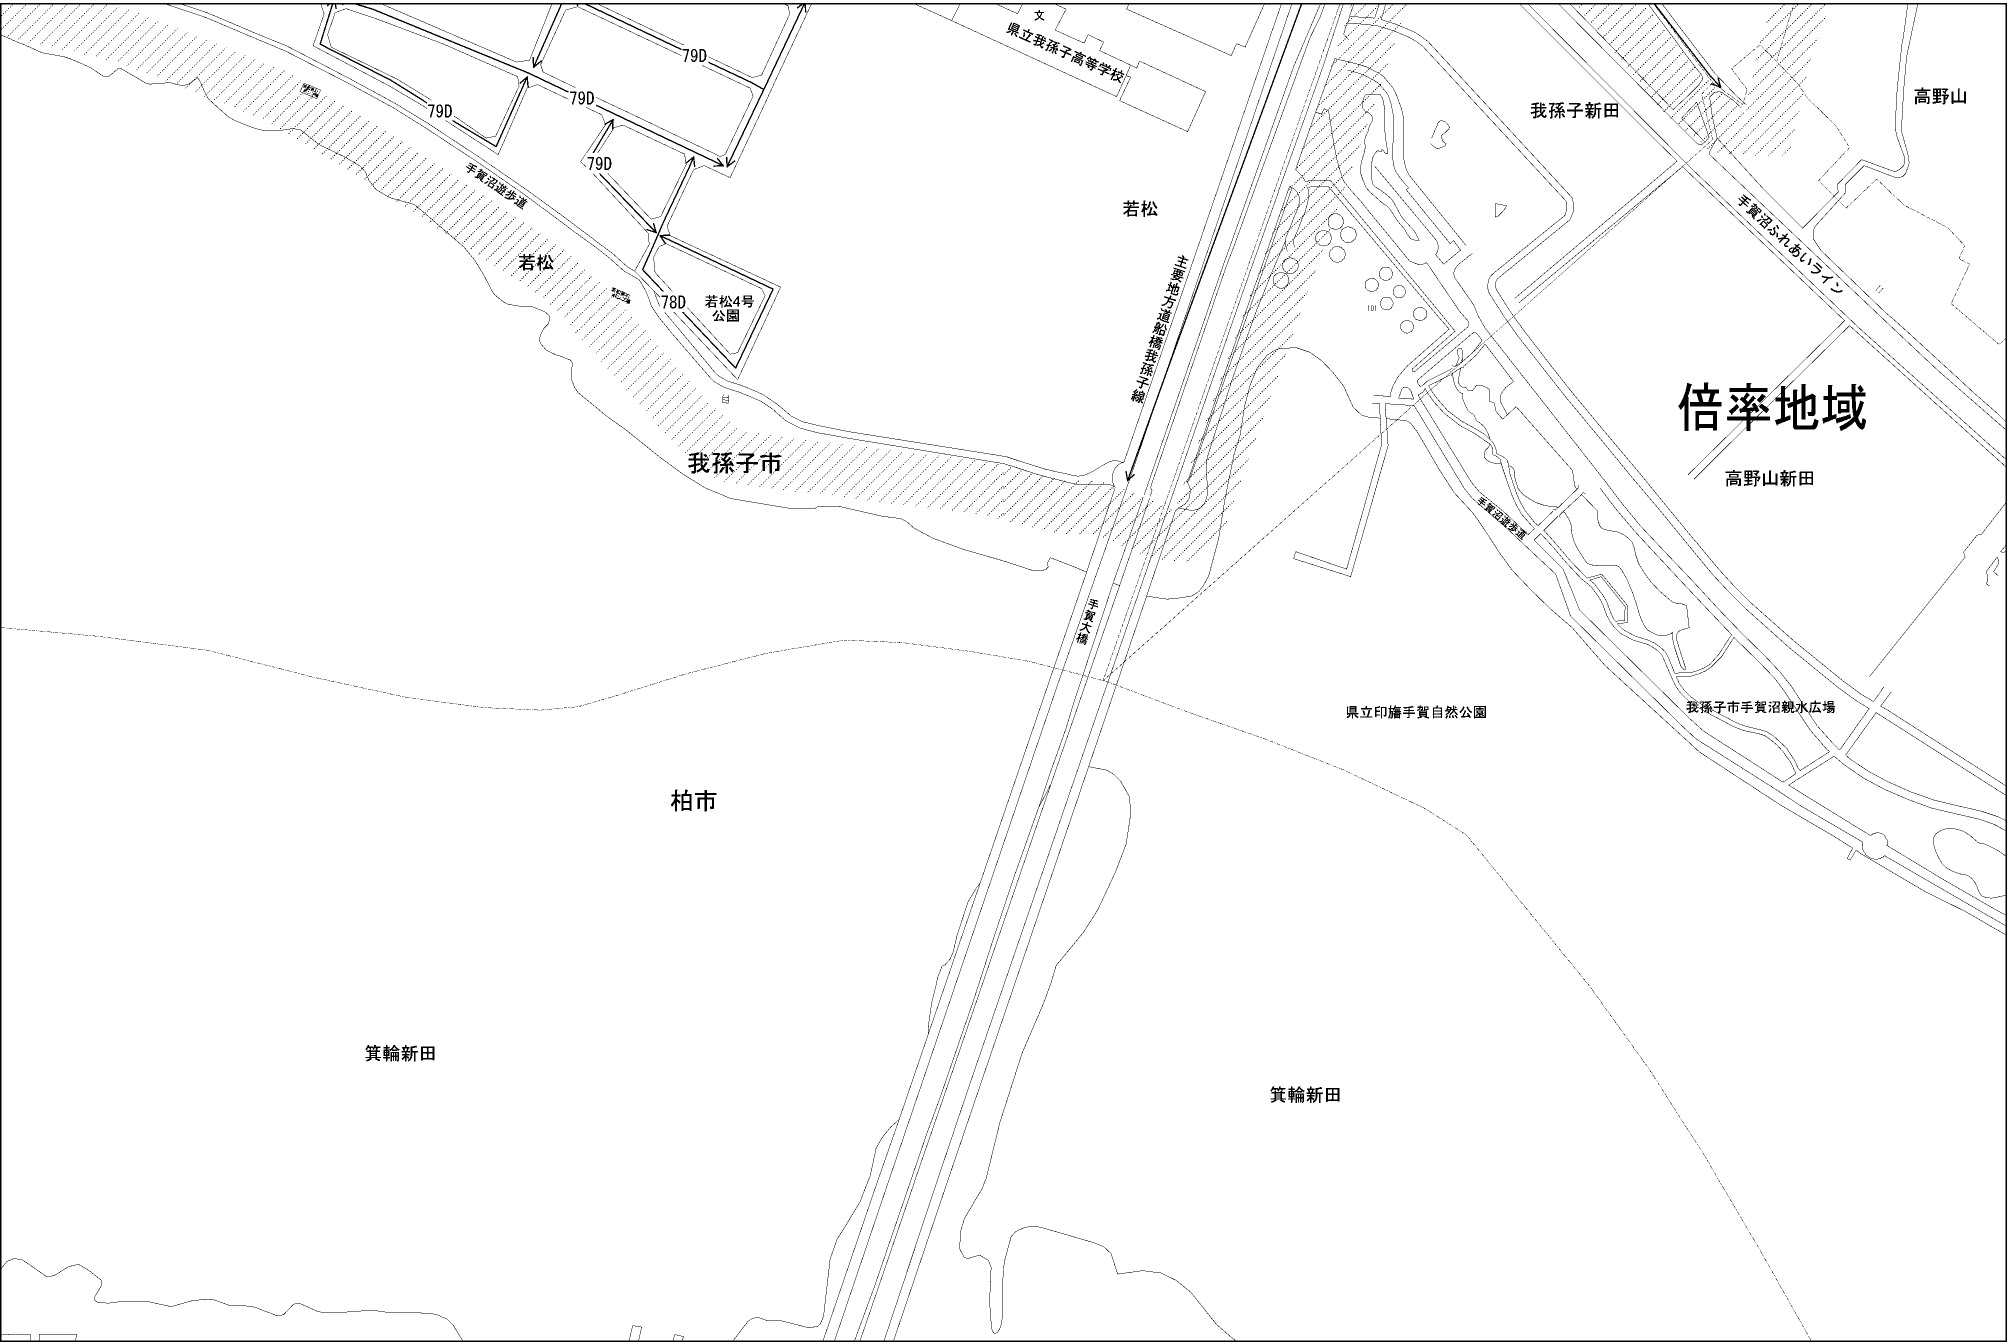 文
県立我孫子高等学校
79D
79D
79D
79D
78D
若松4号
公園
手賀沼遊歩道
若松
若松
我孫子新田
高野山
手賀沼ふれあいライン
主要地方道船橋我孫子線
倍率地域
高野山新田
我孫子市
手賀沼遊歩道
手賀大橋
県立印旛手賀自然公園
我孫子市手賀沼親水広場
柏市
箕輪新田
箕輪新田